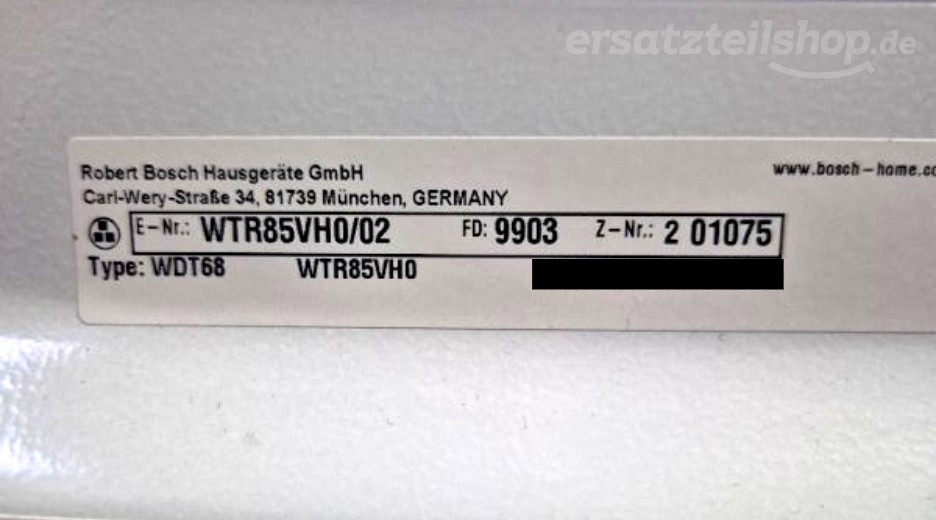 ersatzteilshop.de
Robert Bosch Hausgeräte GmbH
www.bosch-home.co
Carl-Wery-Straße 34, 81739 München, GERMANY
E-Nr.: WTR85VH0/02 FD: 9903 Z-Nr.: 2 01075
Type: WDT68 WTR85VH0